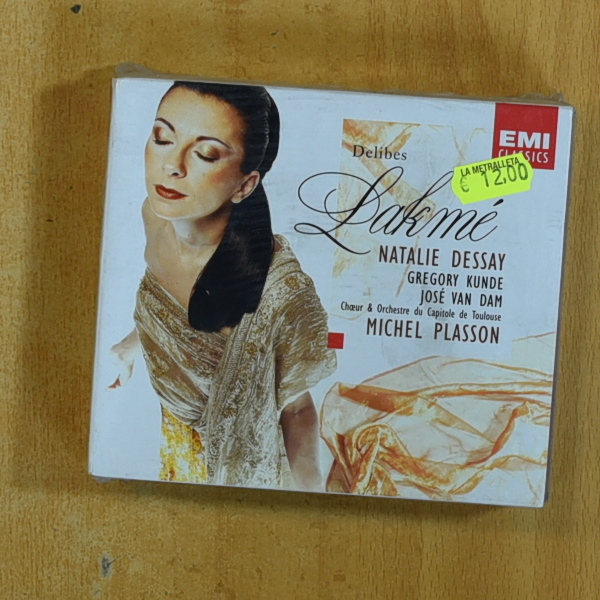 EMI
CLASSICS
LA METRALLETA
€ 12,00
Delibes
Lakmé
NATALIE DESSAY
GREGORY KUNDE
JOSÉ VAN DAM
Chœur & Orchestre du Capitole de Toulouse
MICHEL PLASSON